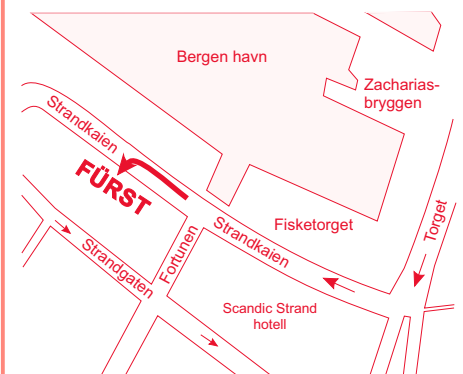 Bergen havn
Zacharias-
bryggen
Strandkaien
FÜRST
Fisketorget
Torget
Strandkaien
Fortunen
Strandgaten
Scandic Strand
hotell